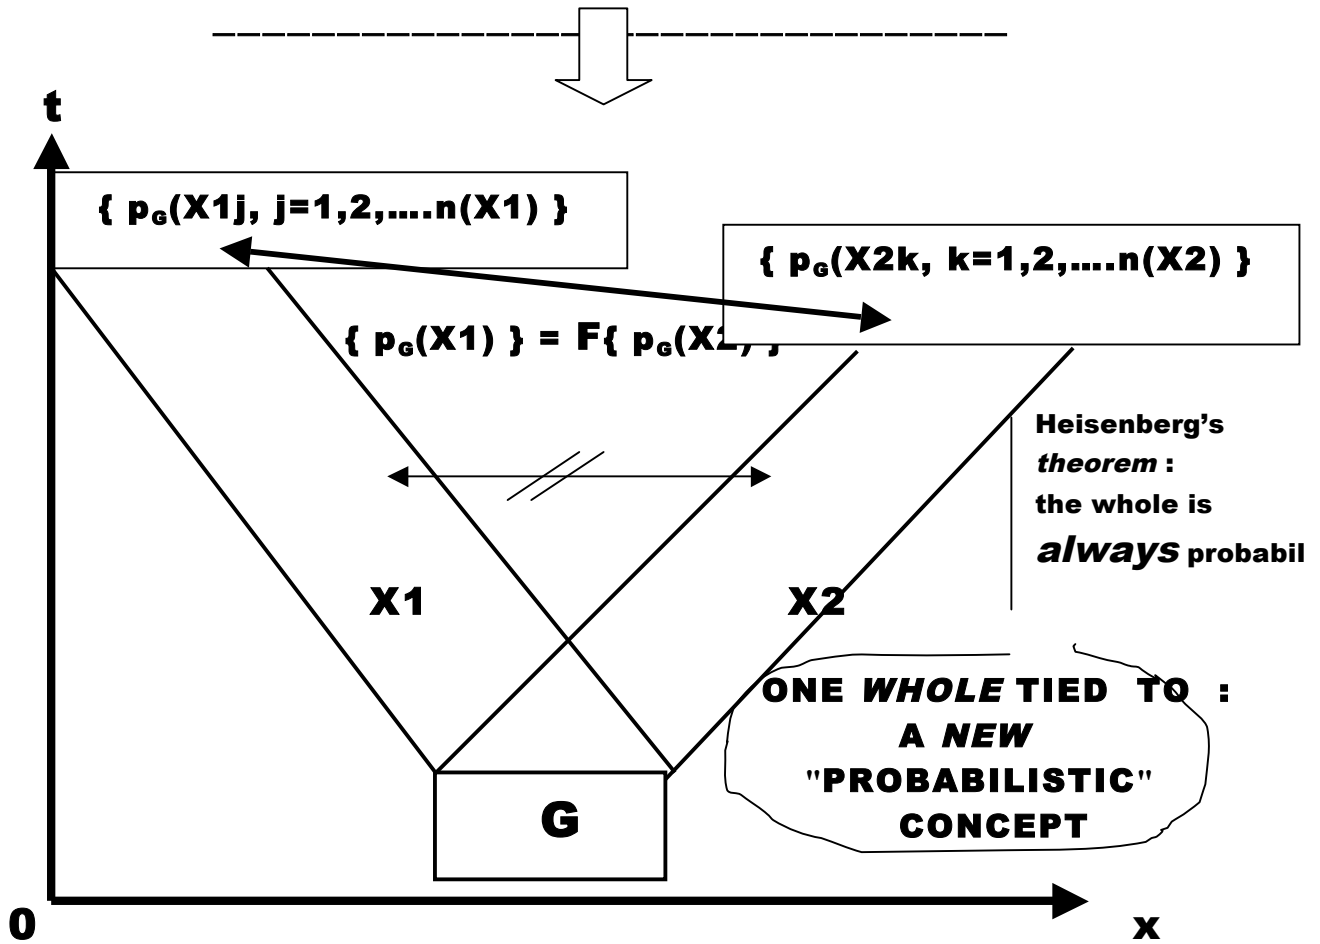 t
{ pG(X1j, j=1,2,....n(X1) }
{ pG(X2k, k=1,2,....n(X2) }
{ pG(X1) } = F{ pG(X2) }
Heisenberg’s
theorem :
the whole is
always probabil
X1
X2
ONE WHOLE TIED TO :
A NEW
"PROBABILISTIC"
CONCEPT
G
0
x